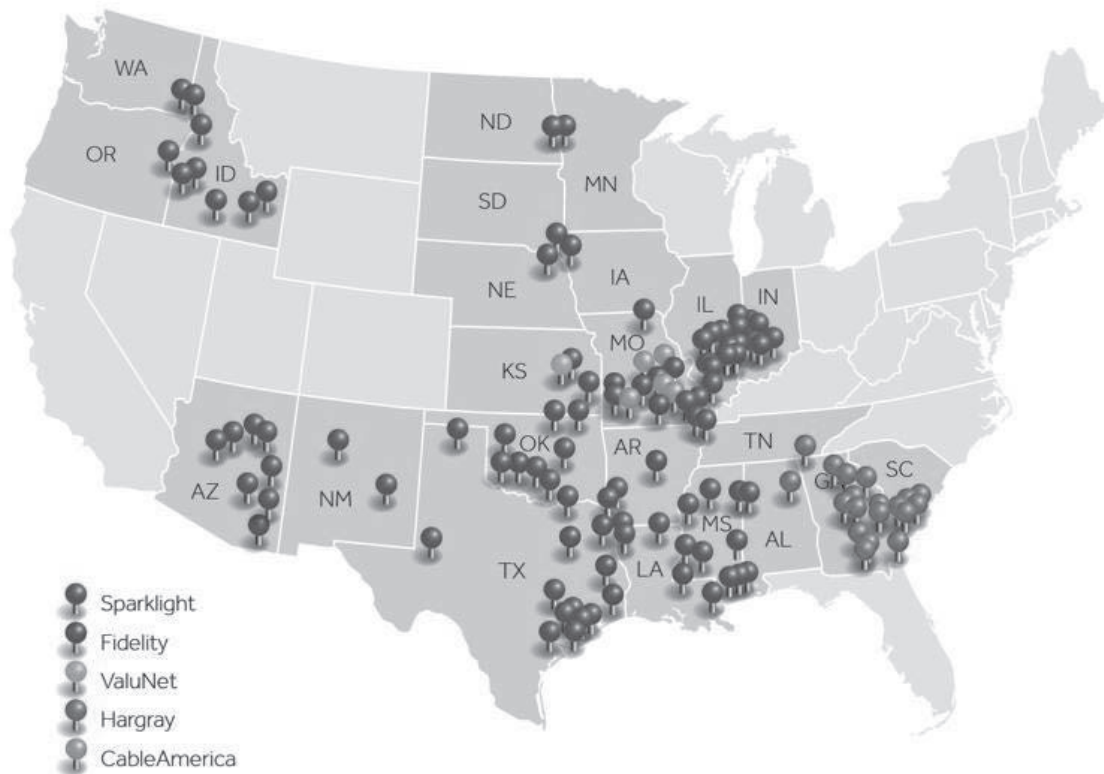 WA
ND
OR
ID
MN
SD
IA
NE
IL
IN
MO
KS
OK
AR
TN
SC
AZ
NM
MS
AL
TX
LA
Sparklight
Fidelity
ValuNet
Hargray
CableAmerica